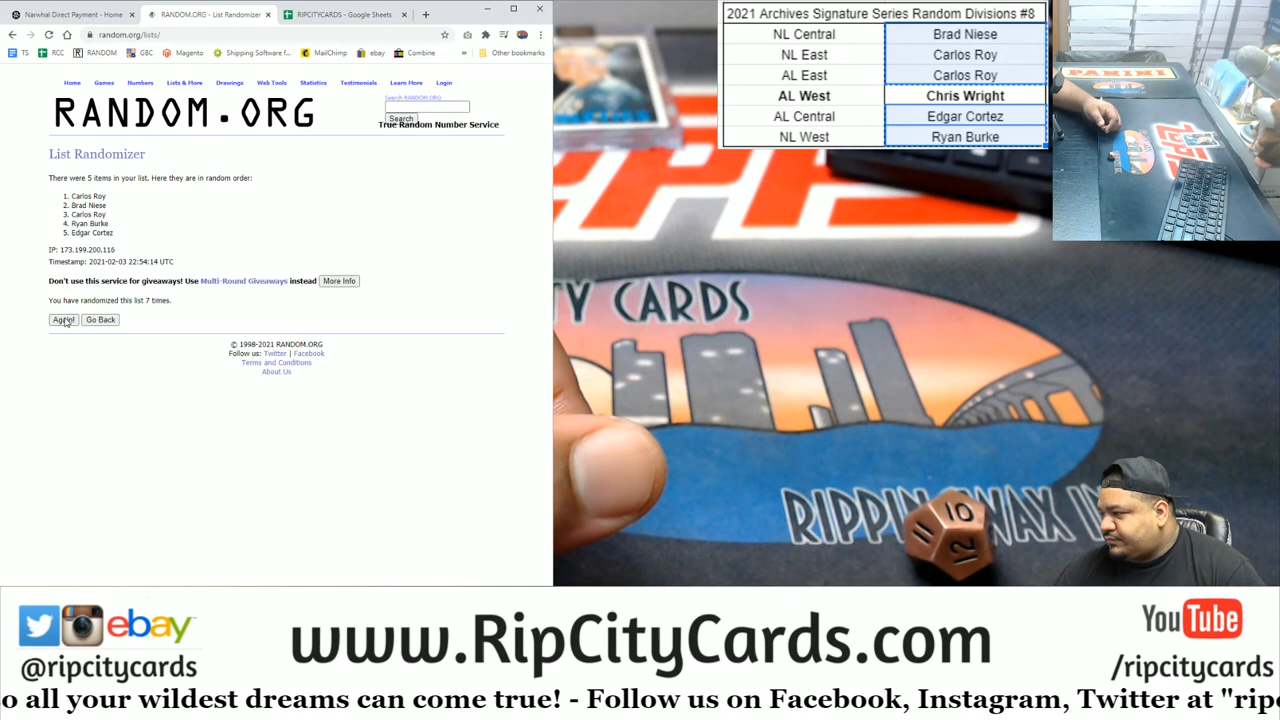 Narwhal Direct Payment - Home
RANDOM.ORG - List Randomizer
RIPCITYCARDS - Google Sheets
random.org/lists/
TS
RCC
RANDOM
GBC
Magento
Shipping Software f...
MailChimp
ebay
Combine
»
Other bookmarks
Home
Games
Numbers
Lists & More
Drawings
Web Tools
Statistics
Testimonials
Learn More
Login
RANDOM.ORG
Search RANDOM.ORG
Search
True Random Number Service
List Randomizer
There were 5 items in your list. Here they are in random order:
1. Carlos Roy
2. Brad Niese
3. Carlos Roy
4. Ryan Burke
5. Edgar Cortez
IP: 173.199.200.116
Timestamp: 2021-02-03 22:54:14 UTC
Don't use this service for giveaways! Use Multi-Round Giveaways instead More Info
You have randomized this list 7 times.
Again! Go Back
© 1998-2021 RANDOM.ORG
Follow us: Twitter | Facebook
Terms and Conditions
About Us
2021 Archives Signature Series Random Divisions #8
NL Central Brad Niese
NL East Carlos Roy
AL East Carlos Roy
AL West Chris Wright
AL Central Edgar Cortez
NL West Ryan Burke
PANINI
TY CARDS
RIPPIN WAX IN
10
11
12
ebay
@ripcitycards
www.RipCityCards.com
YouTube
/ripcitycards
o all your wildest dreams can come true! - Follow us on Facebook, Instagram, Twitter at "ripc